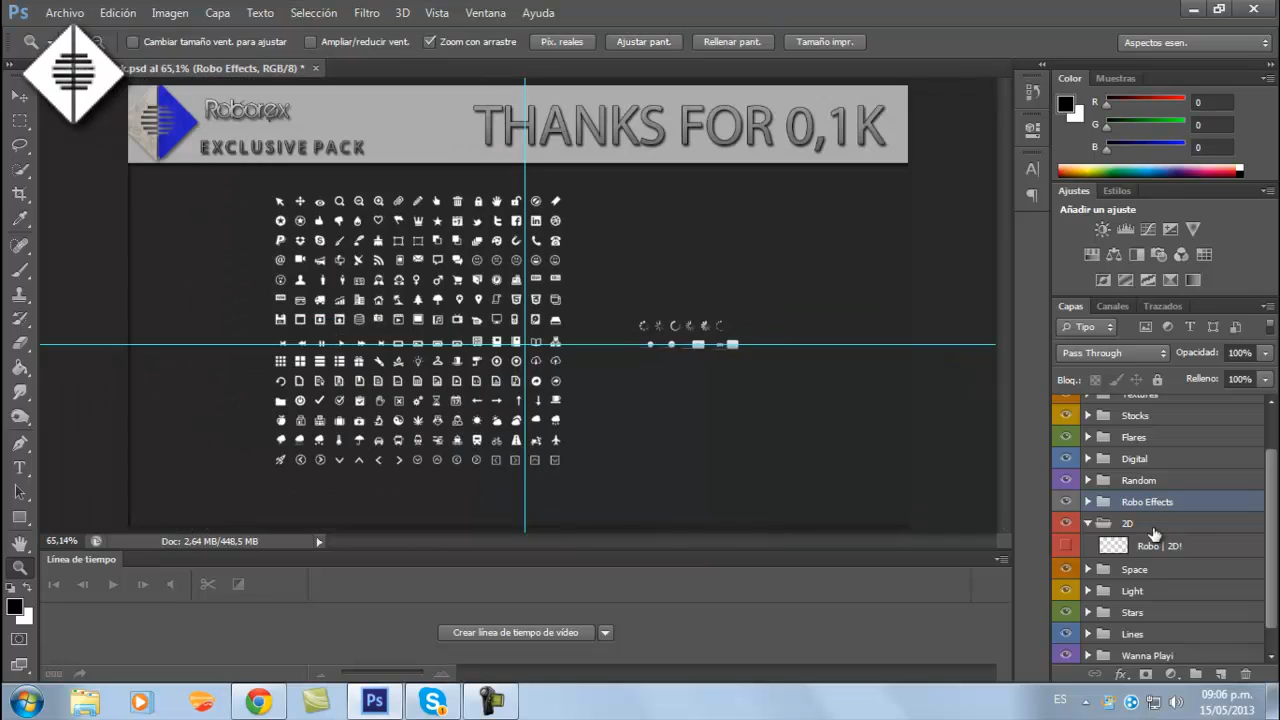 Ps Archivo Edición Imagen Capa Texto Selección Filtro 3D Vista Ventana Ayuda
Cambiar tamaño vent. para ajustar Ampliar/reducir vent. Zoom con arrastre Píx. reales Ajustar pant. Rellenar pant. Tamaño impr. Aspectos esen.
.psd al 65,1% (Robo Effects, RGB/8) * ×
Roborex
EXCLUSIVE PACK
THANKS FOR 0,1K
Color Muestras
R 0
G 0
B 0
Ajustes Estilos
Añadir un ajuste
Capas Canales Trazados
Tipo
Pass Through Opacidad: 100%
Bloq.: Relleno: 100%
Textures
Stocks
Flares
Digital
Random
Robo Effects
2D
Robo | 2D!
Space
Light
Stars
Lines
Wanna Playi
65,14% Doc: 2,64 MB/448,5 MB
Línea de tiempo
Crear línea de tiempo de vídeo
Ps
ES
09:06 p.m.
15/05/2013